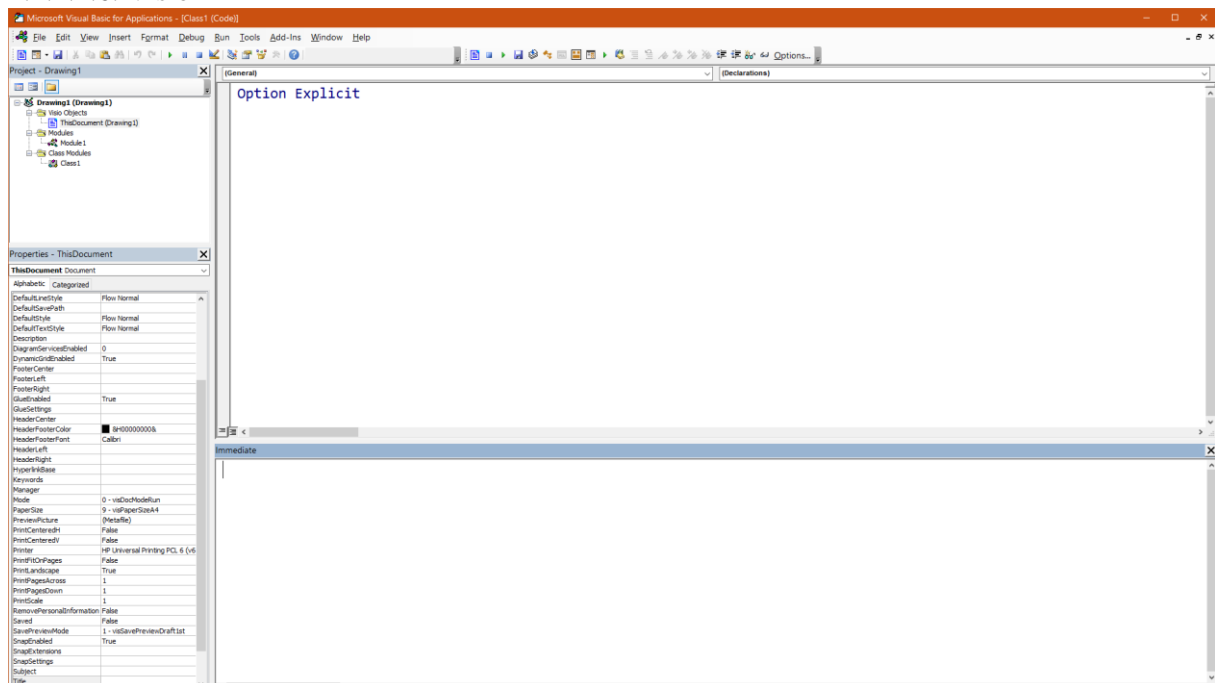 Microsoft Visual Basic for Applications - [Class1 (Code)]
File Edit View Insert Format Debug Run Tools Add-Ins Window Help
Options...
Project - Drawing1
Drawing1 (Drawing1)
Visio Objects
ThisDocument (Drawing1)
Modules
Module1
Class Modules
Class1
Properties - ThisDocument
ThisDocument Document
Alphabetic Categorized
DefaultLineStyle Flow Normal
DefaultSavePath
DefaultStyle Flow Normal
DefaultTextStyle Flow Normal
Description
DiagramServicesEnabled 0
DynamicGridEnabled True
FooterCenter
FooterLeft
FooterRight
GlueEnabled True
GlueSettings
HeaderCenter
HeaderFooterColor &H00000000&
HeaderFooterFont Calibri
HeaderLeft
HeaderRight
HyperlinkBase
Keywords
Manager
Mode 0 - visDocModeRun
PaperSize 9 - visPaperSizeA4
PreviewPicture (Metafile)
PrintCenteredH False
PrintCenteredV False
Printer HP Universal Printing PCL 6 (v6
PrintFitOnPages False
PrintLandscape True
PrintPagesAcross 1
PrintPagesDown 1
PrintScale 1
RemovePersonalInformation False
Saved False
SavePreviewMode 1 - visSavePreviewDraft1st
SnapEnabled True
SnapExtensions
SnapSettings
Subject
Title
(General) (Declarations)
Option Explicit
Immediate